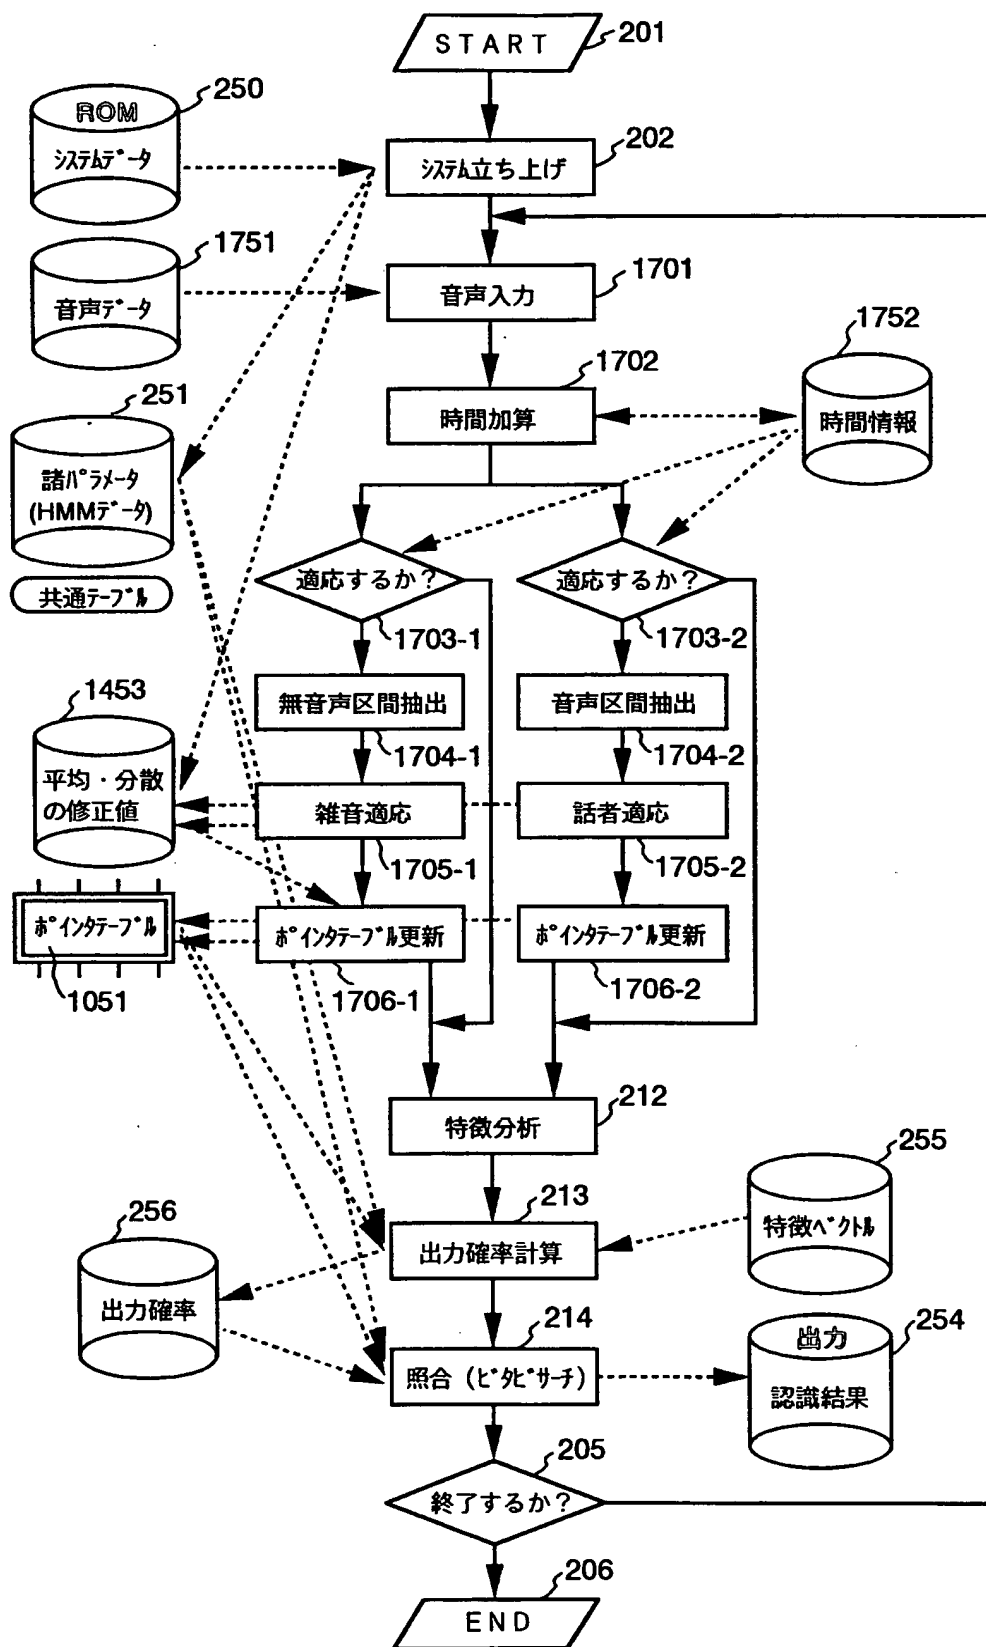 START
201
250
ROM
システムデータ
システム立ち上げ
202
1751
音声データ
音声入力
1701
1752
時間情報
1702
時間加算
251
諸パラメータ
(HMMデータ)
共通テーブル
適応するか?
1703-1
適応するか?
1703-2
無音声区間抽出
1704-1
音声区間抽出
1704-2
1453
平均・分散
の修正値
雑音適応
1705-1
話者適応
1705-2
ポインタテーブル
1051
ポインタテーブル更新
1706-1
ポインタテーブル更新
1706-2
特徴分析
212
255
特徴ベクトル
213
出力確率計算
256
出力確率
214
照合(ビタビサーチ)
254
出力
認識結果
205
終了するか?
206
END